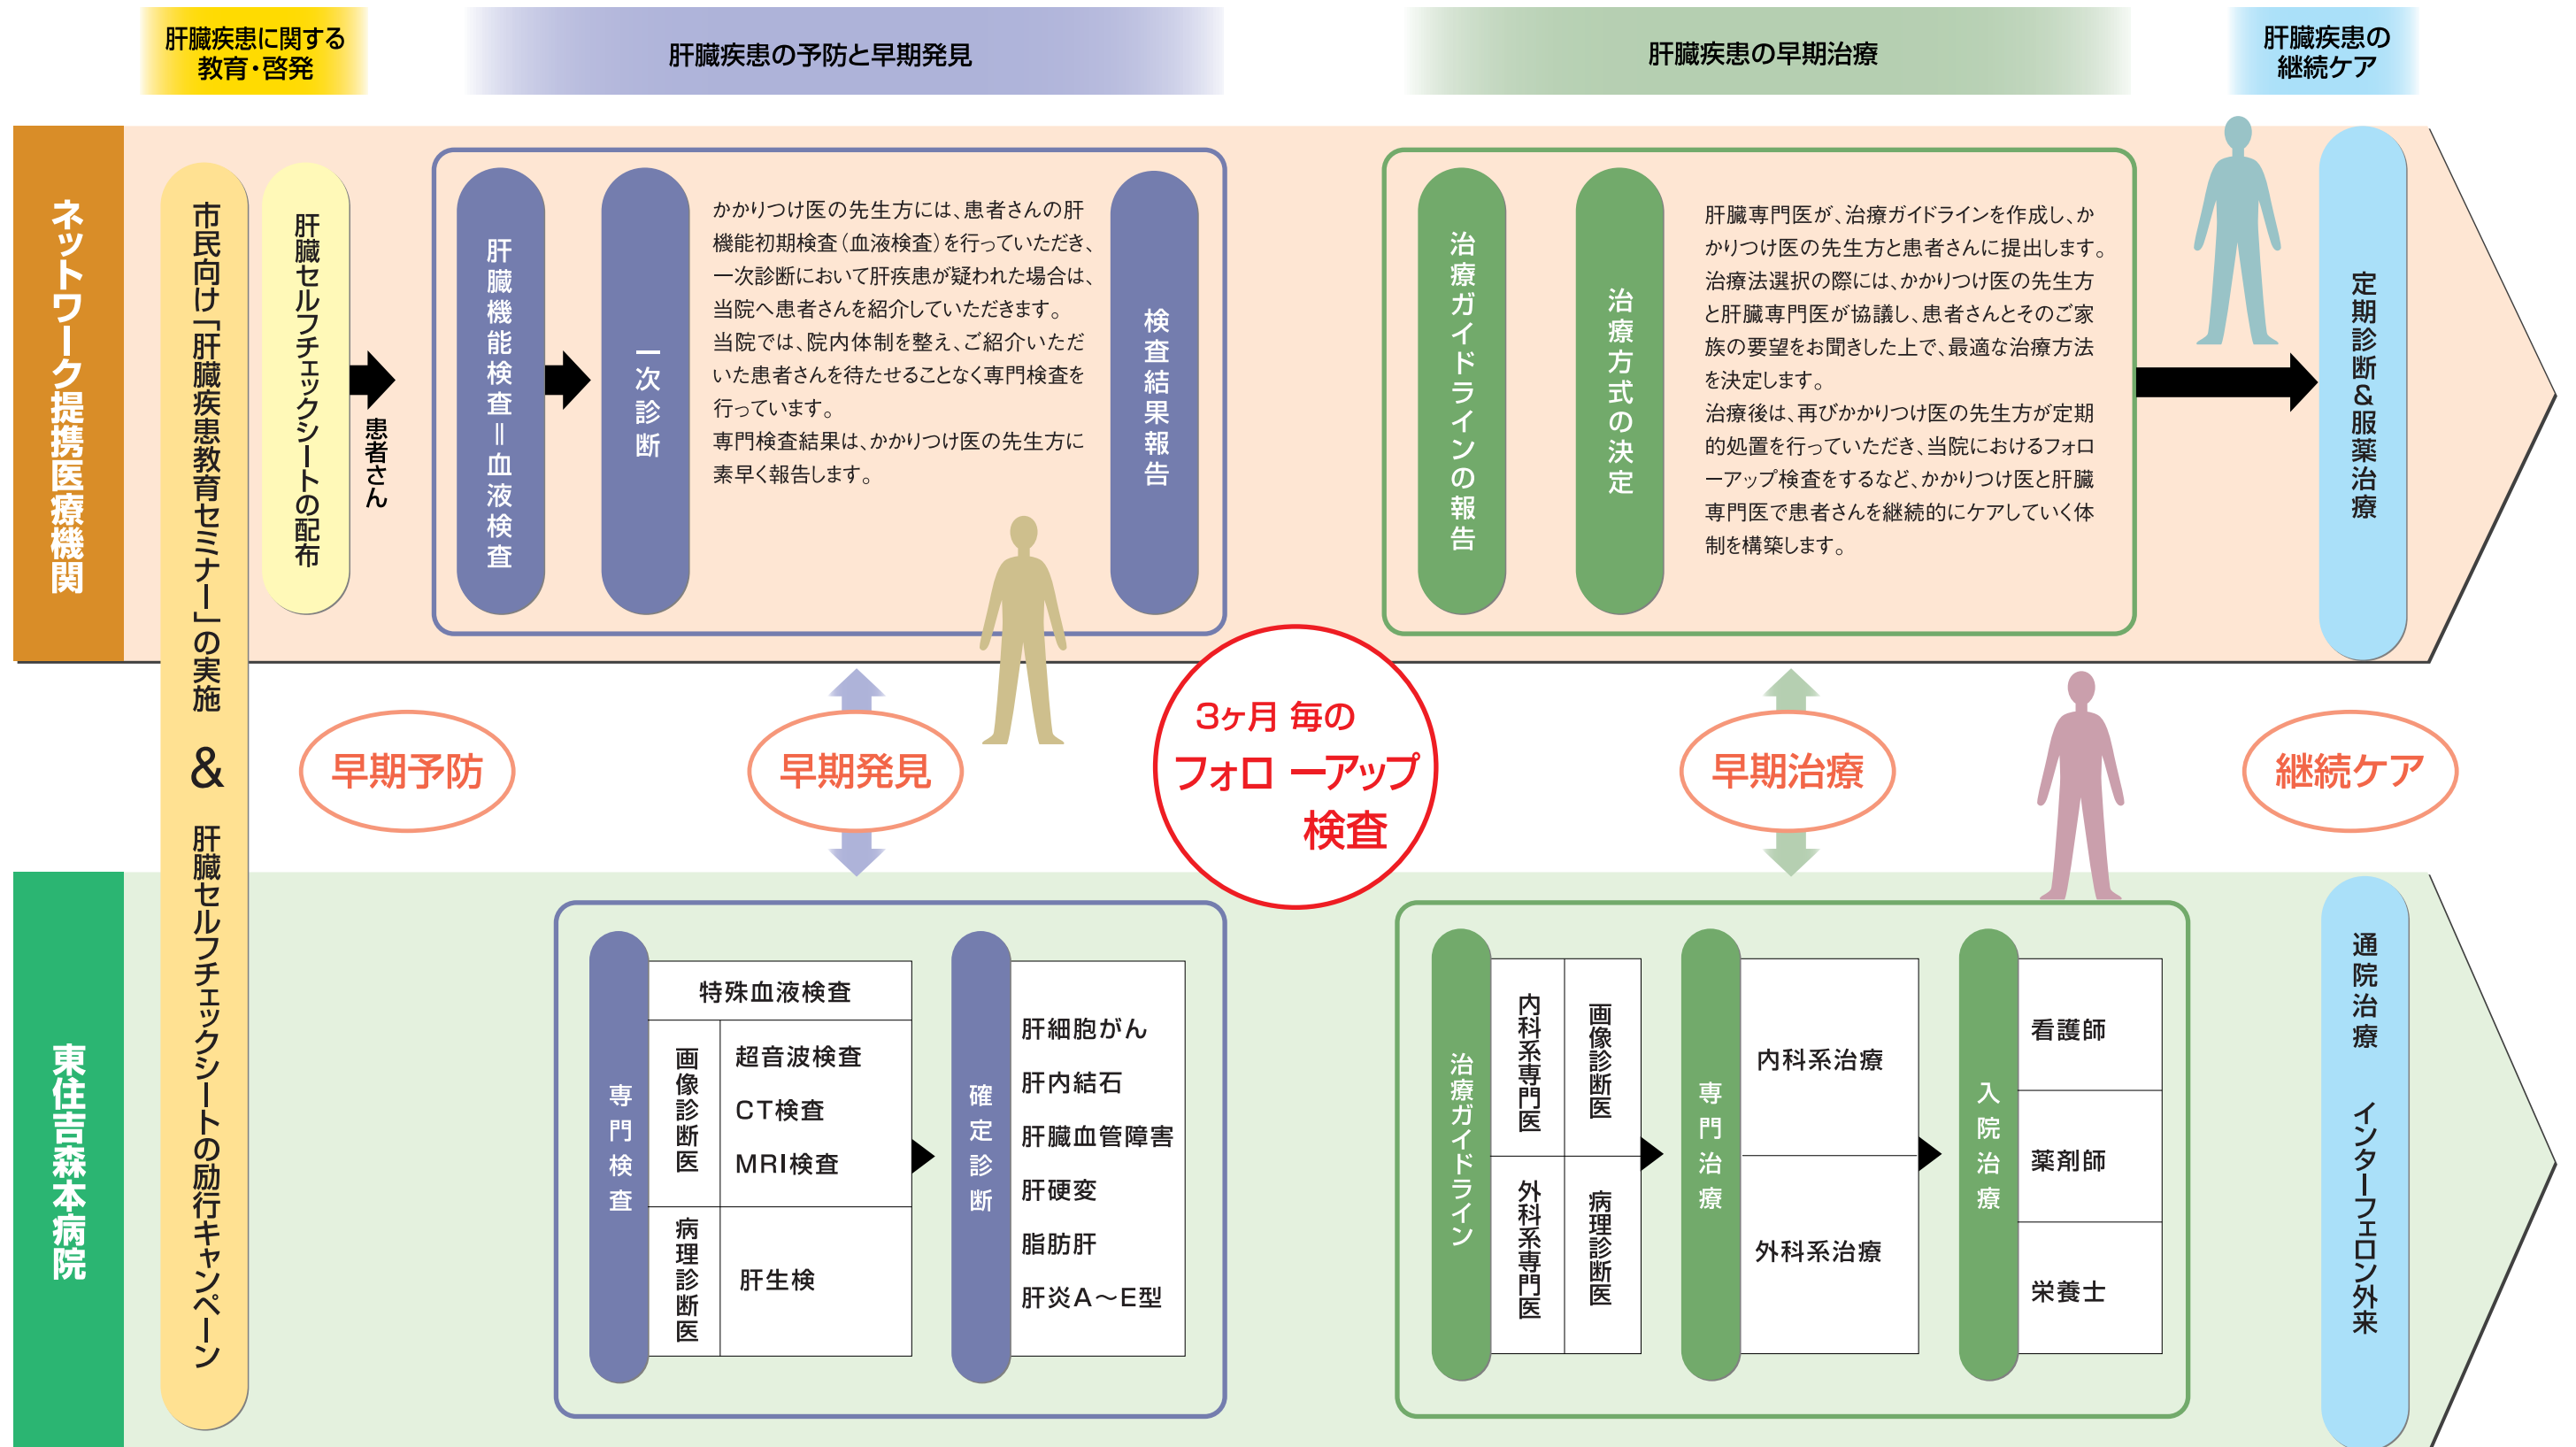 肝臓疾患に関する
教育・啓発
肝臓疾患の予防と早期発見
肝臓疾患の早期治療
肝臓疾患の
継続ケア
ネットワーク提携医療機関
市民向け「肝臓疾患教育セミナー」の実施 & 肝臓セルフチェックシートの励行キャンペーン
肝臓セルフチェックシートの配布
患者さん
肝臓機能検査=血液検査
一次診断
かかりつけ医の先生方には、患者さんの肝
機能初期検査(血液検査)を行っていただき、
一次診断において肝疾患が疑われた場合は、
当院へ患者さんを紹介していただきます。
当院では、院内体制を整え、ご紹介いただ
いた患者さんを待たせることなく専門検査を
行っています。
専門検査結果は、かかりつけ医の先生方に
素早く報告します。
検査結果報告
治療ガイドラインの報告
治療方式の決定
肝臓専門医が、治療ガイドラインを作成し、か
かりつけ医の先生方と患者さんに提出します。
治療法選択の際には、かかりつけ医の先生方
と肝臓専門医が協議し、患者さんとそのご家
族の要望をお聞きした上で、最適な治療方法
を決定します。
治療後は、再びかかりつけ医の先生方が定期
的処置を行っていただき、当院におけるフォロ
ーアップ検査をするなど、かかりつけ医と肝臓
専門医で患者さんを継続的にケアしていく体
制を構築します。
定期診断&服薬治療
早期予防
早期発見
3ヶ月 毎の
フォロ ーアップ
検査
早期治療
継続ケア
東住吉森本病院
専門検査
特殊血液検査
画像診断医
超音波検査
CT検査
MRI検査
病理診断医
肝生検
確定診断
肝細胞がん
肝内結石
肝臓血管障害
肝硬変
脂肪肝
肝炎A〜E型
治療ガイドライン
内科系専門医
画像診断医
外科系専門医
病理診断医
専門治療
内科系治療
外科系治療
入院治療
看護師
薬剤師
栄養士
通院治療 インターフェロン外来